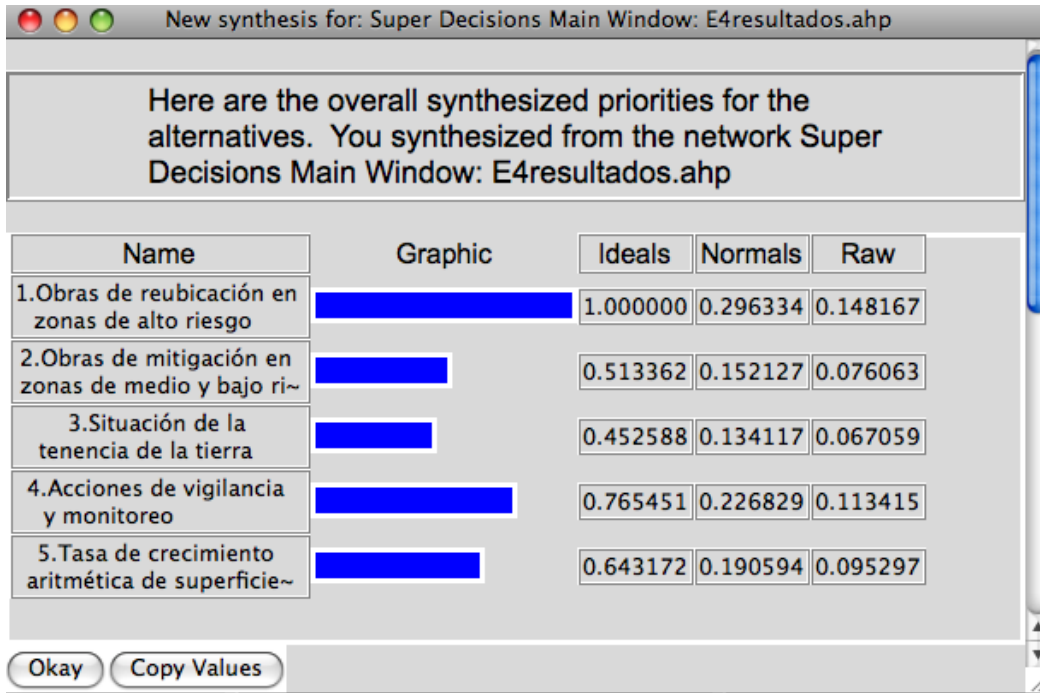 New synthesis for: Super Decisions Main Window: E4resultados.ahp
Here are the overall synthesized priorities for the
alternatives. You synthesized from the network Super
Decisions Main Window: E4resultados.ahp
Name Graphic Ideals Normals Raw
1.Obras de reubicación en
zonas de alto riesgo
1.000000 0.296334 0.148167
2.Obras de mitigación en
zonas de medio y bajo ri~
0.513362 0.152127 0.076063
3.Situación de la
tenencia de la tierra
0.452588 0.134117 0.067059
4.Acciones de vigilancia
y monitoreo
0.765451 0.226829 0.113415
5.Tasa de crecimiento
aritmética de superficie~
0.643172 0.190594 0.095297
Okay Copy Values